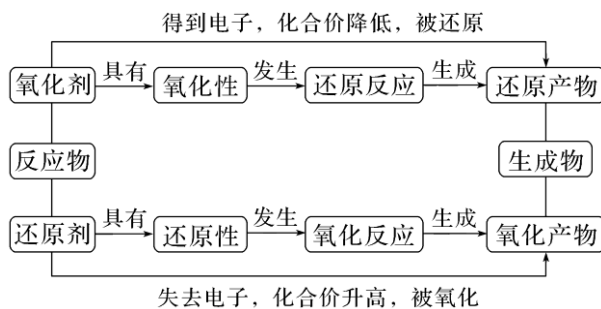 得到电子，化合价降低，被还原
氧化剂 具有 氧化性 发生 还原反应 生成 还原产物
反应物 生成物
还原剂 具有 还原性 发生 氧化反应 生成 氧化产物
失去电子，化合价升高，被氧化